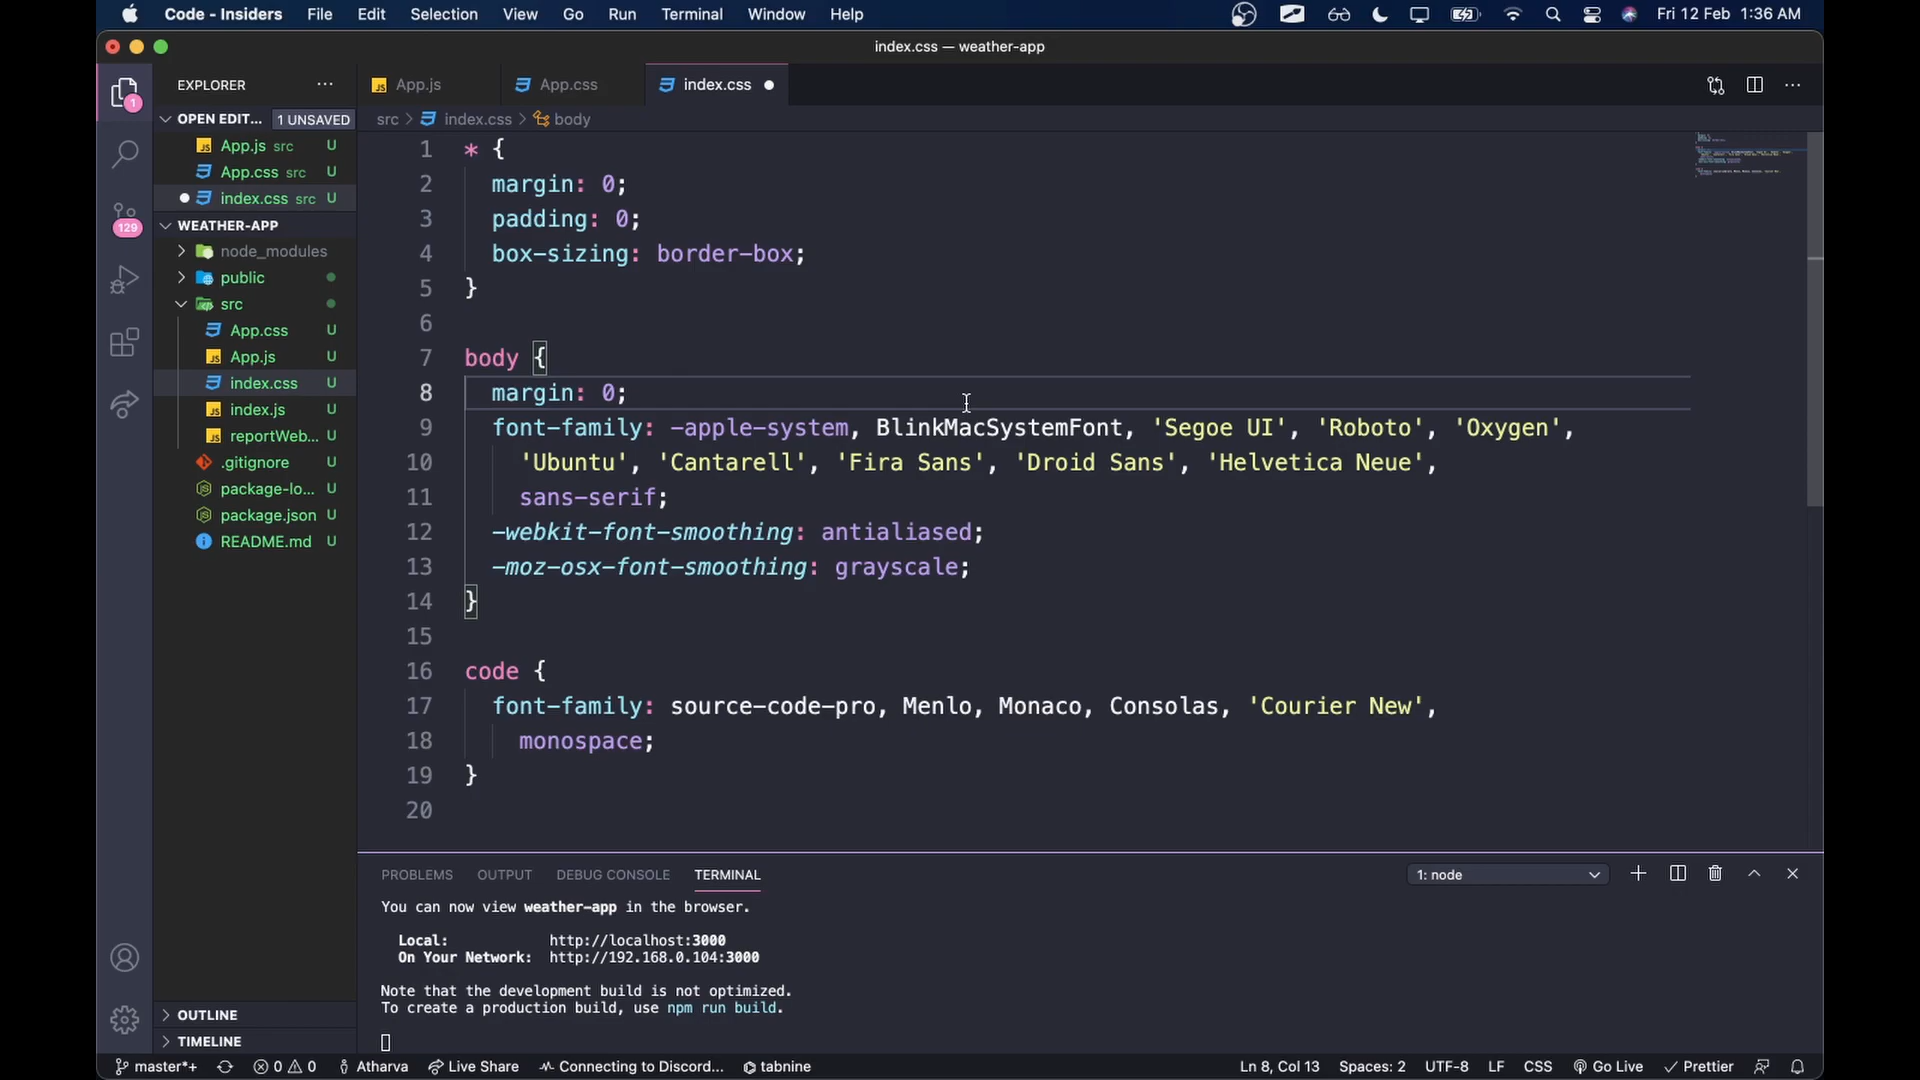 Code - Insiders File Edit Selection View Go Run Terminal Window Help Fri 12 Feb 1:36 AM
index.css — weather-app
EXPLORER
App.js
App.css
index.css
OPEN EDIT... 1 UNSAVED
src > index.css > body
App.js src U
App.css src U
index.css src U
WEATHER-APP
node_modules
public
src
App.css U
App.js U
index.css U
index.js U
reportWeb... U
.gitignore U
package-lo... U
package.json U
README.md U
OUTLINE
TIMELINE
1
129
1 * {
2 margin: 0;
3 padding: 0;
4 box-sizing: border-box;
5 }
6
7 body {
8 margin: 0;
9 font-family: -apple-system, BlinkMacSystemFont, 'Segoe UI', 'Roboto', 'Oxygen',
10 'Ubuntu', 'Cantarell', 'Fira Sans', 'Droid Sans', 'Helvetica Neue',
11 sans-serif;
12 -webkit-font-smoothing: antialiased;
13 -moz-osx-font-smoothing: grayscale;
14 }
15
16 code {
17 font-family: source-code-pro, Menlo, Monaco, Consolas, 'Courier New',
18 monospace;
19 }
20
PROBLEMS OUTPUT DEBUG CONSOLE TERMINAL 1: node
You can now view weather-app in the browser.
Local: http://localhost:3000
On Your Network: http://192.168.0.104:3000
Note that the development build is not optimized.
To create a production build, use npm run build.
master*+ 0 0 Atharva Live Share Connecting to Discord... tabnine Ln 8, Col 13 Spaces: 2 UTF-8 LF CSS Go Live Prettier